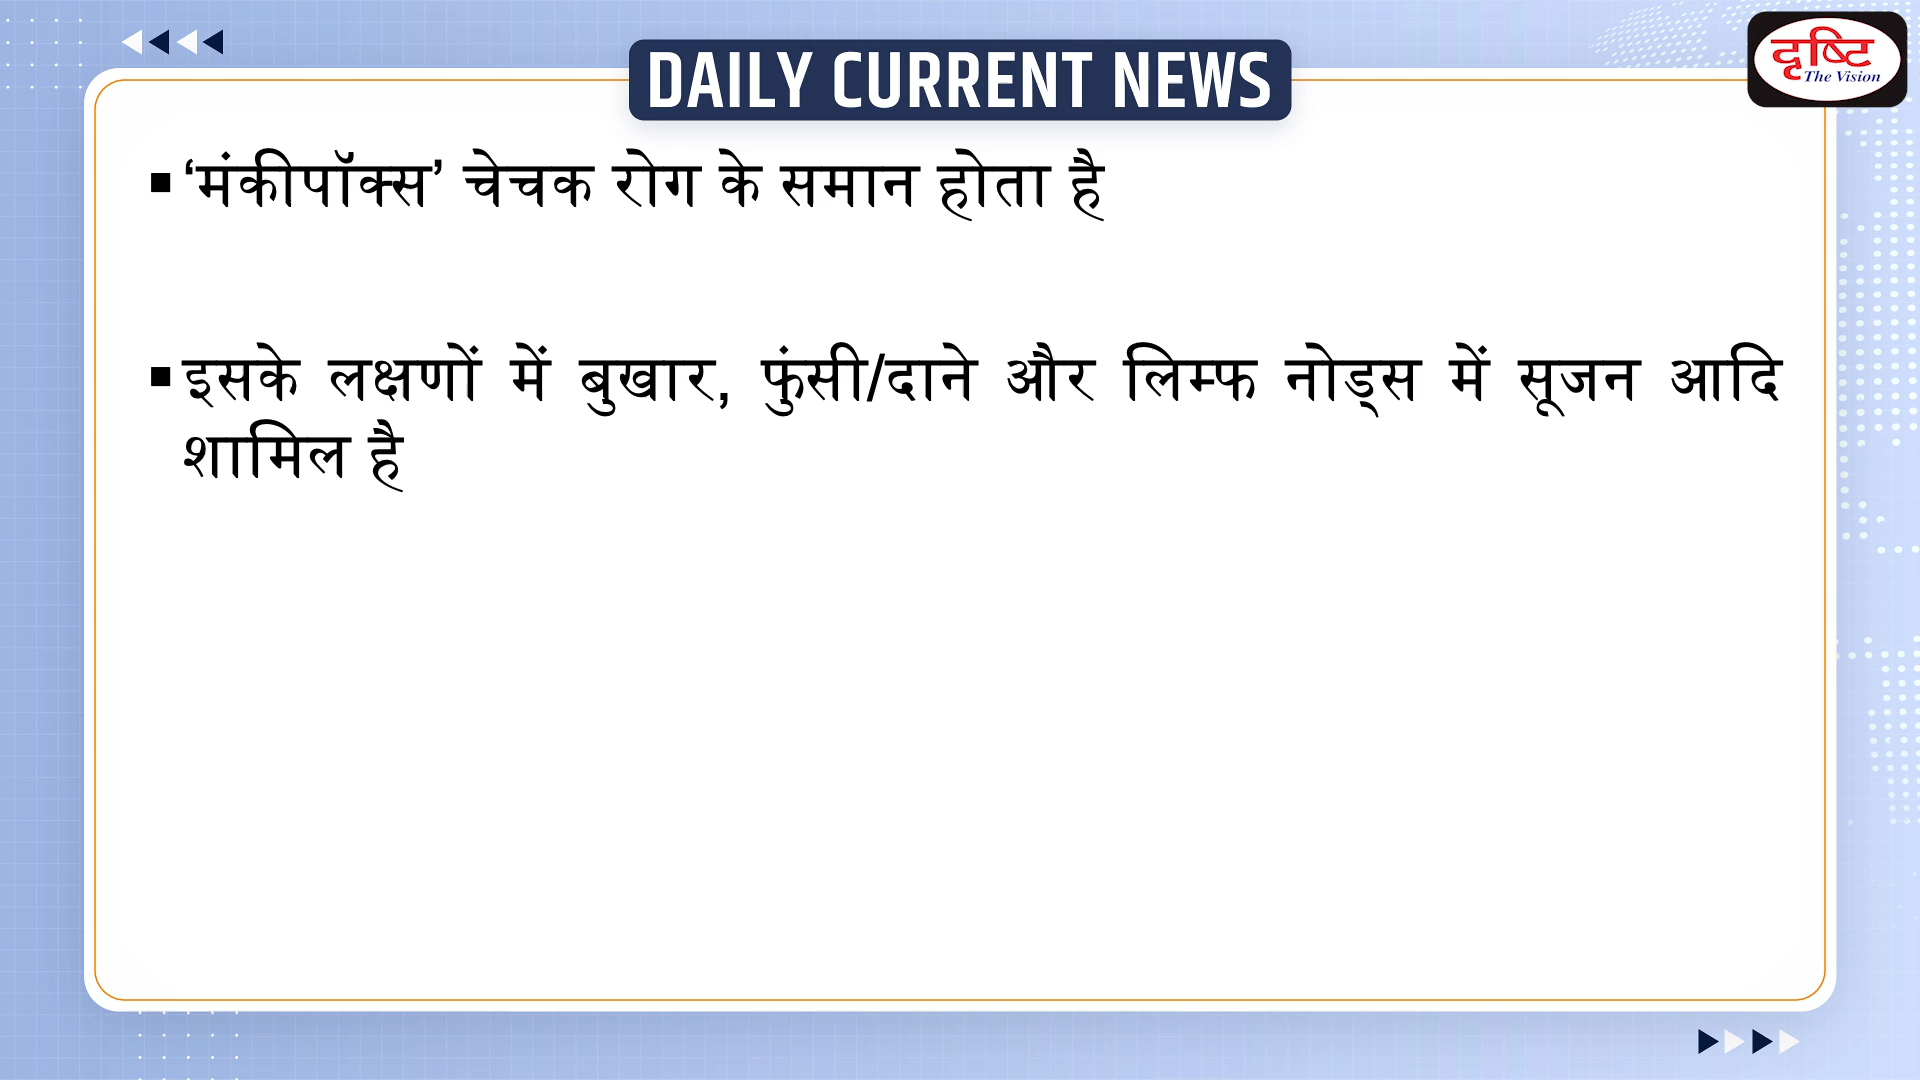 DAILY CURRENT NEWS
दृष्टि
The Vision
▪ ‘मंकीपॉक्स’ चेचक रोग के समान होता है
▪ इसके लक्षणों में बुखार, फुंसी/दाने और लिम्फ नोड्स में सूजन आदि
शामिल है